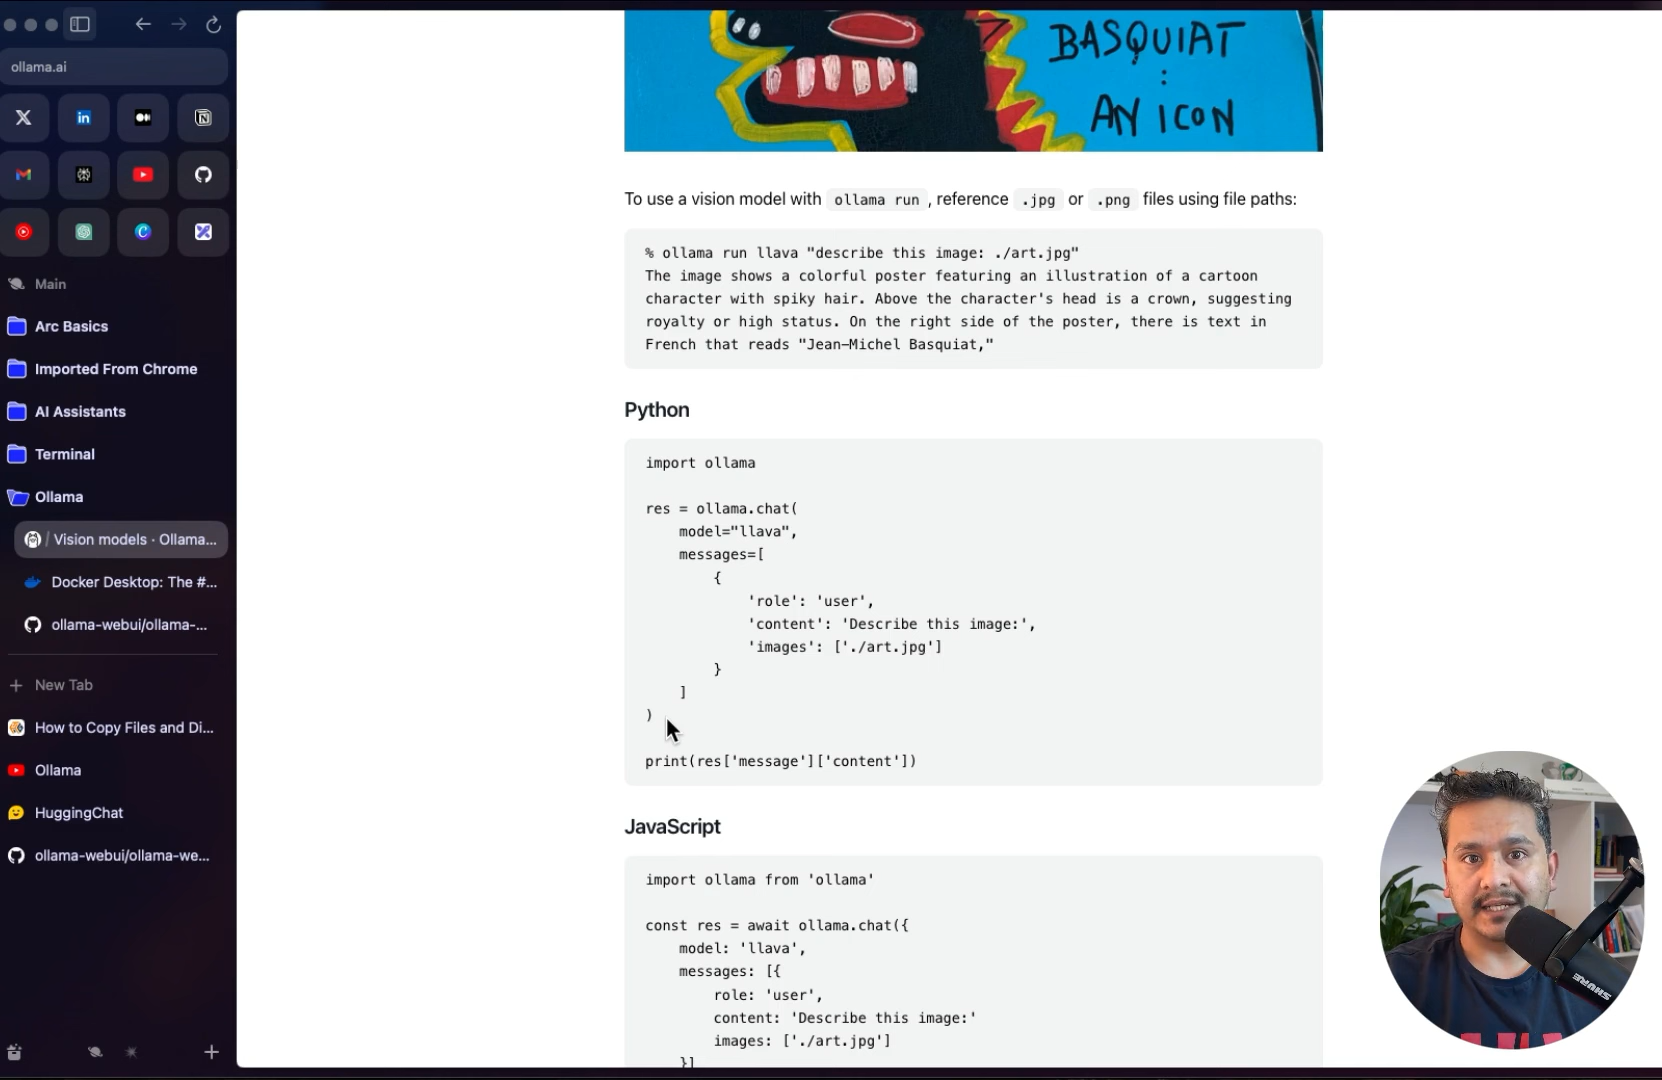 ollama.ai
Main
Arc Basics
Imported From Chrome
AI Assistants
Terminal
Ollama
/ Vision models · Ollama...
Docker Desktop: The #...
ollama-webui/ollama-...
New Tab
How to Copy Files and Di...
Ollama
HuggingChat
ollama-webui/ollama-we...
BASQUIAT
:
AN ICON
To use a vision model with ollama run, reference .jpg or .png files using file paths:
% ollama run llava "describe this image: ./art.jpg"
The image shows a colorful poster featuring an illustration of a cartoon
character with spiky hair. Above the character's head is a crown, suggesting
royalty or high status. On the right side of the poster, there is text in
French that reads "Jean-Michel Basquiat,"
Python
import ollama
res = ollama.chat(
    model="llava",
    messages=[
        {
            'role': 'user',
            'content': 'Describe this image:',
            'images': ['./art.jpg']
        }
    ]
)
print(res['message']['content'])
JavaScript
import ollama from 'ollama'
const res = await ollama.chat({
    model: 'llava',
    messages: [{
        role: 'user',
        content: 'Describe this image:'
        images: ['./art.jpg']
    }]
SHURE